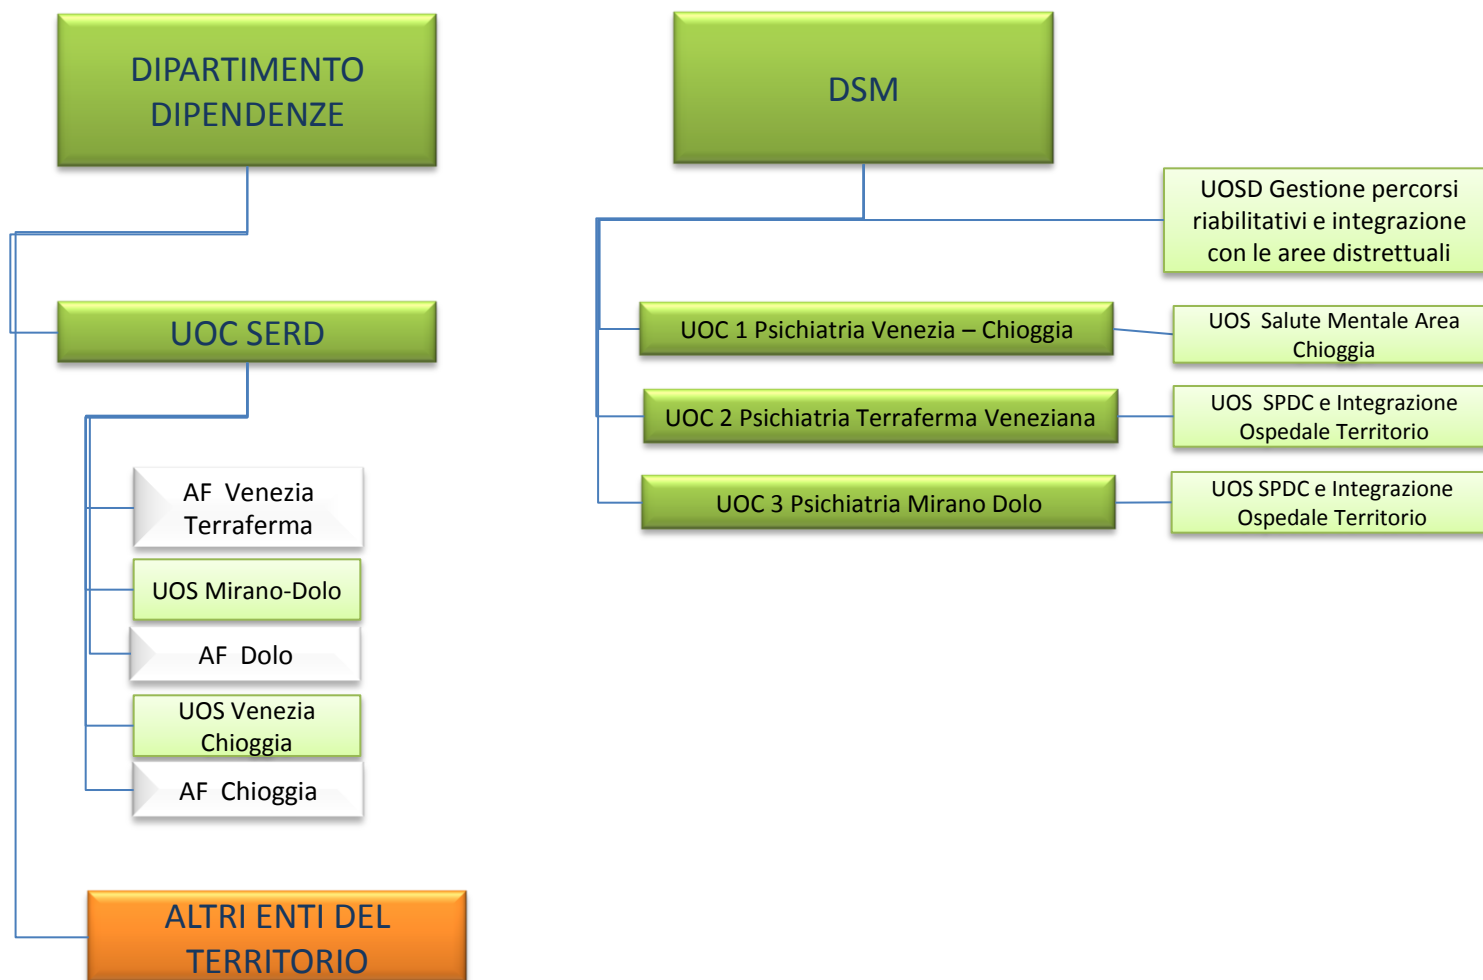 DIPARTIMENTO
DIPENDENZE
UOC SERD
AF Venezia
Terraferma
UOS Mirano-Dolo
AF Dolo
UOS Venezia
Chioggia
AF Chioggia
ALTRI ENTI DEL
TERRITORIO
DSM
UOSD Gestione percorsi
riabilitativi e integrazione
con le aree distrettuali
UOC 1 Psichiatria Venezia – Chioggia
UOS Salute Mentale Area
Chioggia
UOC 2 Psichiatria Terraferma Veneziana
UOS SPDC e Integrazione
Ospedale Territorio
UOC 3 Psichiatria Mirano Dolo
UOS SPDC e Integrazione
Ospedale Territorio